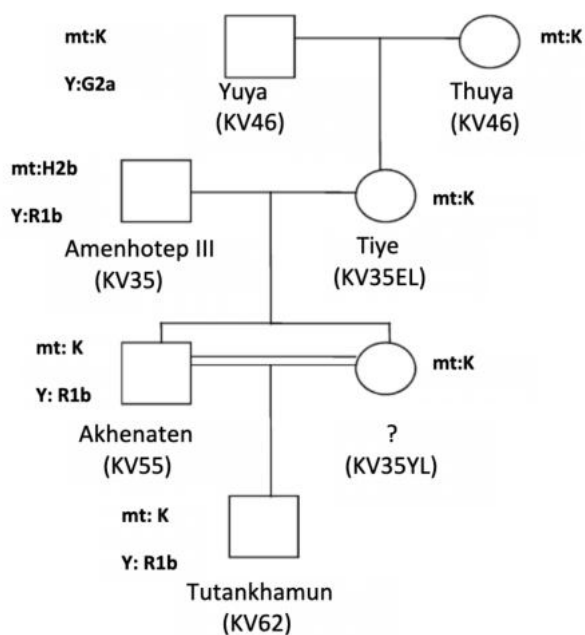 mt:K
Y:G2a
Yuya
(KV46)
Thuya
(KV46)
mt:K
mt:H2b
Y:R1b
Amenhotep III
(KV35)
Tiye
(KV35EL)
mt:K
mt: K
Y: R1b
Akhenaten
(KV55)
?
(KV35YL)
mt:K
mt: K
Y: R1b
Tutankhamun
(KV62)